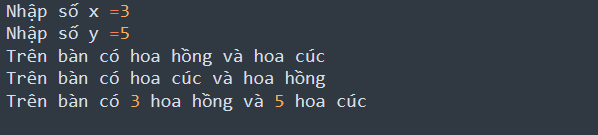 Nhập số x =3
Nhập số y =5
Trên bàn có hoa hồng và hoa cúc
Trên bàn có hoa cúc và hoa hồng
Trên bàn có 3 hoa hồng và 5 hoa cúc